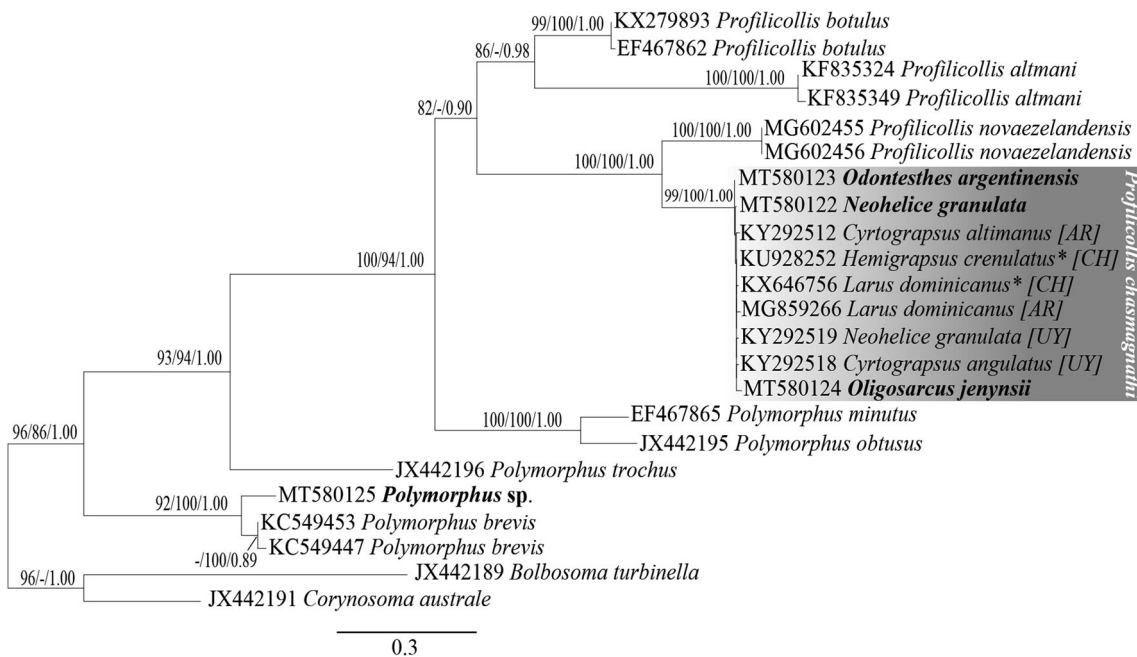 99/100/1.00
KX279893 Profilicollis botulus
86/-/0.98
EF467862 Profilicollis botulus
KF835324 Profilicollis altmani
100/100/1.00
KF835349 Profilicollis altmani
82/-/0.90
MG602455 Profilicollis novaezelandensis
100/100/1.00
MG602456 Profilicollis novaezelandensis
100/100/1.00
MT580123 Odontesthes argentinensis
99/100/1.00
MT580122 Neohelice granulata
KY292512 Cyrtograpsus altimanus [AR]
KU928252 Hemigrapsus crenulatus* [CH]
KX646756 Larus dominicanus* [CH]
MG859266 Larus dominicanus [AR]
KY292519 Neohelice granulata [UY]
KY292518 Cyrtograpsus angulatus [UY]
MT580124 Oligosarcus jenynsii
Profilicollis chasmagnathi
100/94/1.00
93/94/1.00
100/100/1.00
EF467865 Polymorphus minutus
JX442195 Polymorphus obtusus
96/86/1.00
JX442196 Polymorphus trochus
92/100/1.00
MT580125 Polymorphus sp.
KC549453 Polymorphus brevis
KC549447 Polymorphus brevis
-/100/0.89
96/-/1.00
JX442189 Bolbosoma turbinella
JX442191 Corynosoma australe
0.3